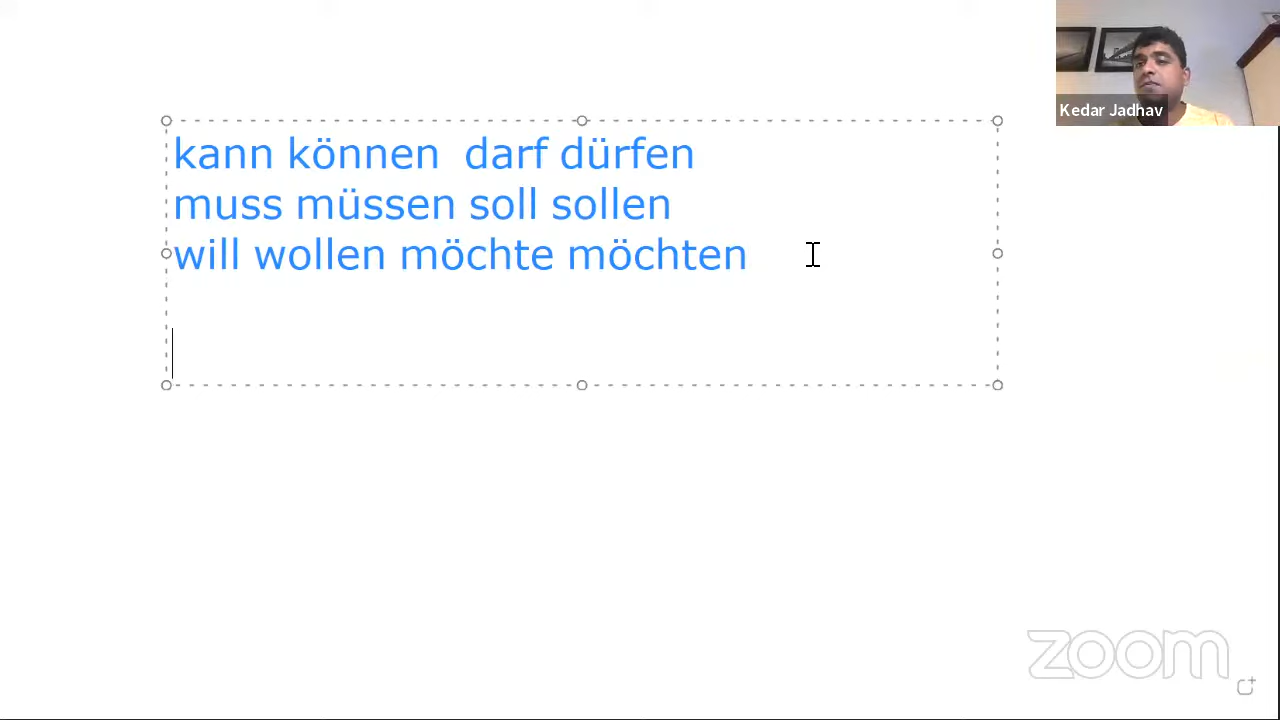 Kedar Jadhav
kann können darf dürfen
muss müssen soll sollen
will wollen möchte möchten
zoom